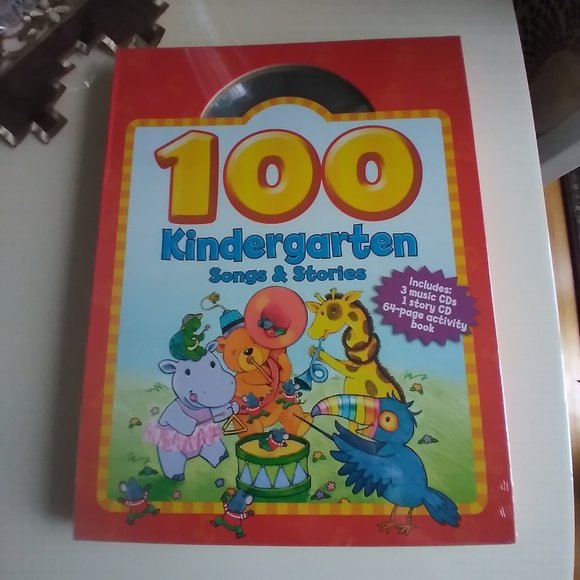 100
Kindergarten
Songs & Stories
Includes:
3 music CDs
1 story CD
64-page activity
book